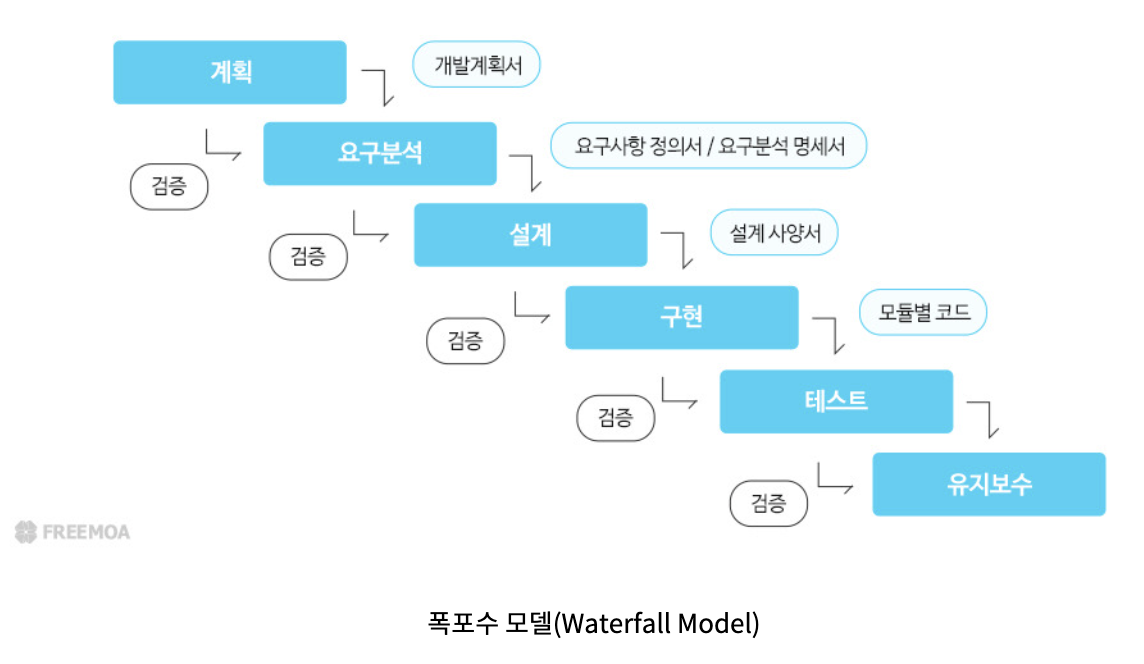 계획
개발계획서
요구분석
요구사항 정의서 / 요구분석 명세서
검증
설계
설계 사양서
검증
구현
모듈별 코드
검증
테스트
검증
유지보수
검증
FREEMOA
폭포수 모델(Waterfall Model)